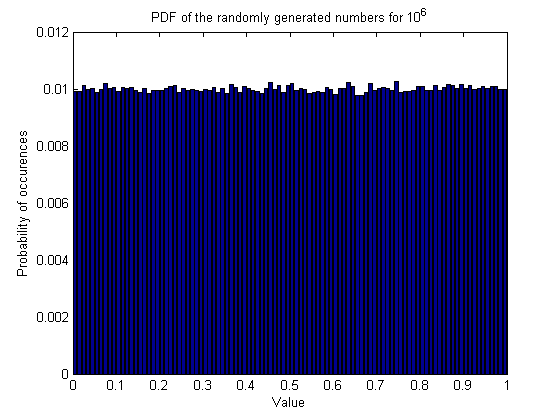 PDF of the randomly generated numbers for 10^6
0.012
0.01
0.008
0.006
0.004
0.002
0
Probability of occurences
0 0.1 0.2 0.3 0.4 0.5 0.6 0.7 0.8 0.9 1
Value